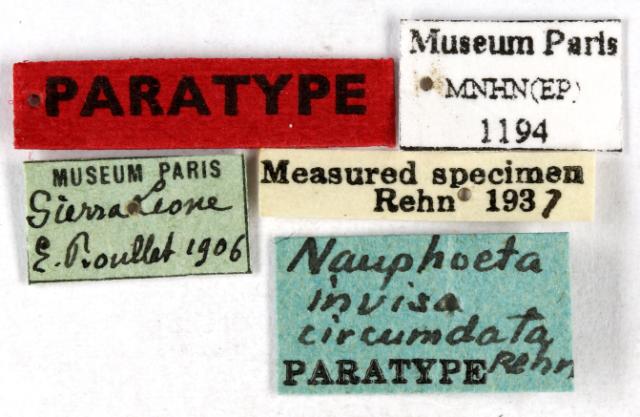 PARATYPE
Museum Paris
MNHN(EP)
1194
MUSEUM PARIS
Sierra Leone
E. Poullet 1906
Measured specimen
Rehn 1937
Nauphoeta
invisa
circumdata
PARATYPE Rehn